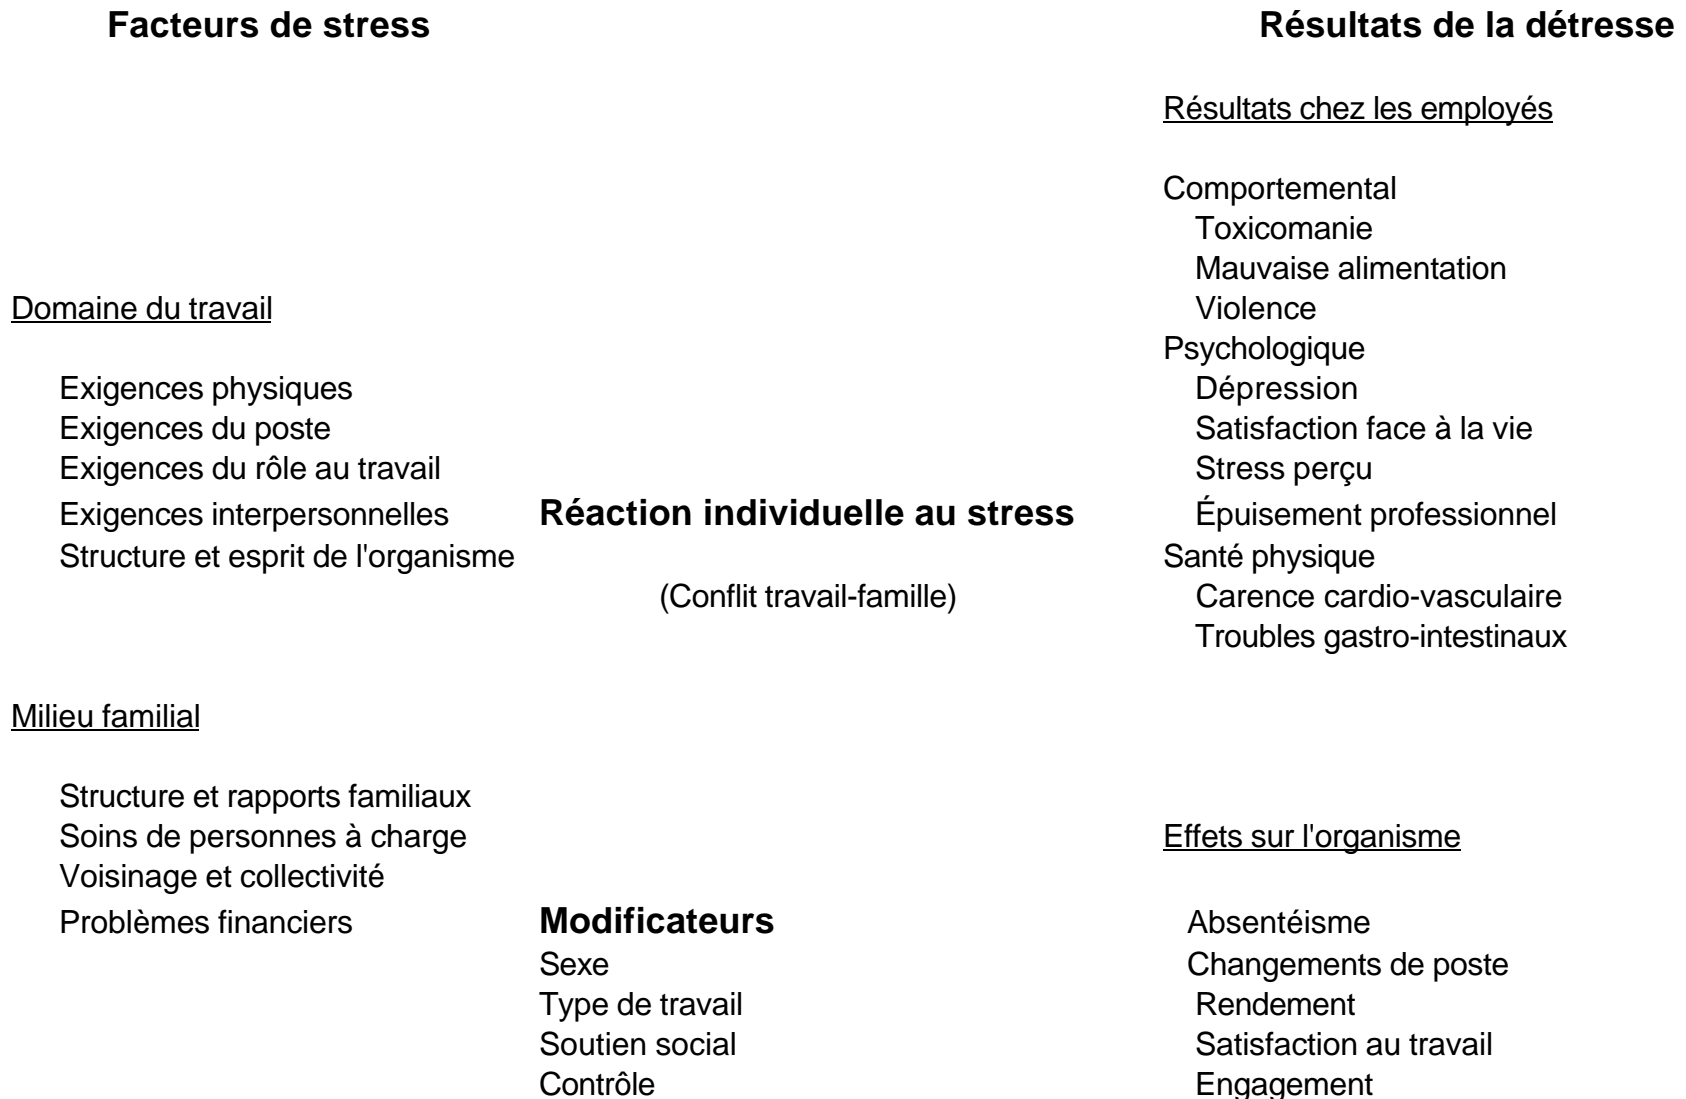 Facteurs de stress
Résultats de la détresse
Résultats chez les employés
Comportemental
Toxicomanie
Mauvaise alimentation
Domaine du travail
Violence
Psychologique
Exigences physiques
Dépression
Exigences du poste
Satisfaction face à la vie
Exigences du rôle au travail
Stress perçu
Exigences interpersonnelles
Réaction individuelle au stress
Épuisement professionnel
Structure et esprit de l'organisme
Santé physique
(Conflit travail-famille)
Carence cardio-vasculaire
Troubles gastro-intestinaux
Milieu familial
Structure et rapports familiaux
Soins de personnes à charge
Effets sur l'organisme
Voisinage et collectivité
Problèmes financiers
Modificateurs
Absentéisme
Sexe
Changements de poste
Type de travail
Rendement
Soutien social
Satisfaction au travail
Contrôle
Engagement